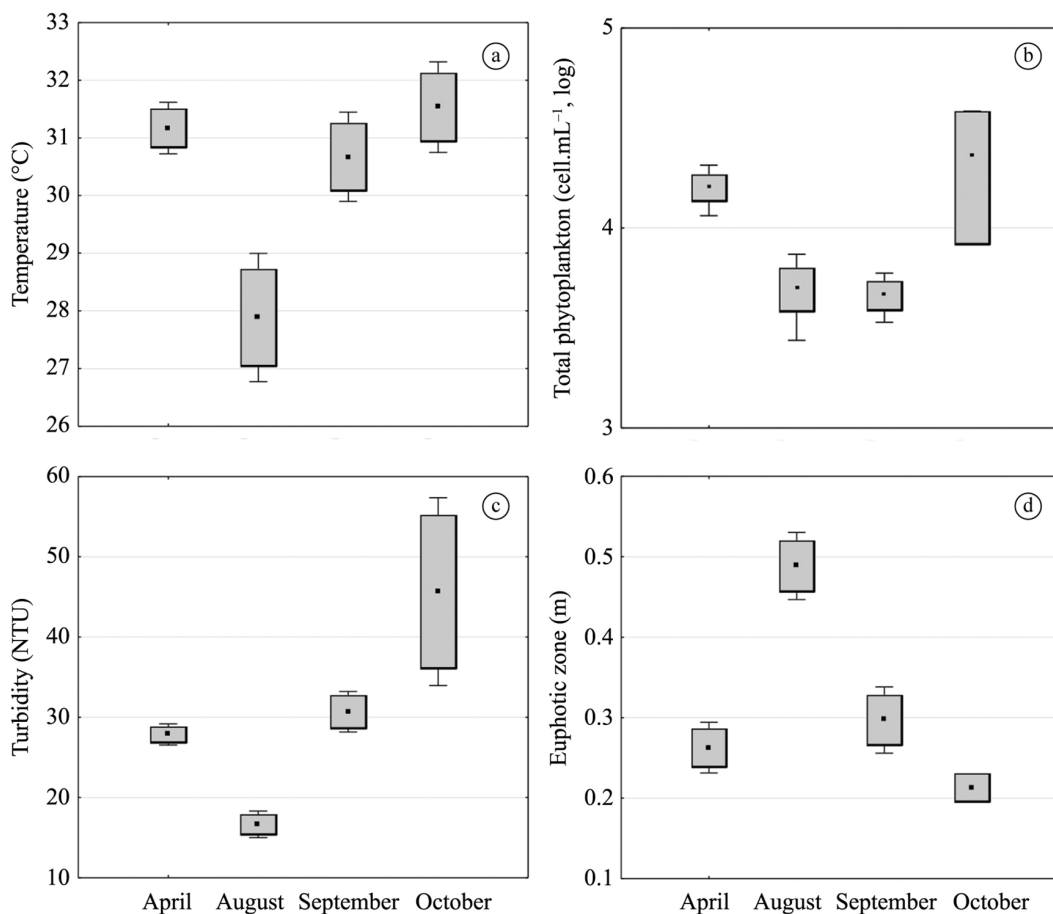 a
33
32
31
30
29
28
27
26
Temperature (°C)
b
5
4
3
Total phytoplankton (cell.mL⁻¹, log)
c
60
50
40
30
20
10
Turbidity (NTU)
April August September October
d
0.6
0.5
0.4
0.3
0.2
0.1
Euphotic zone (m)
April August September October